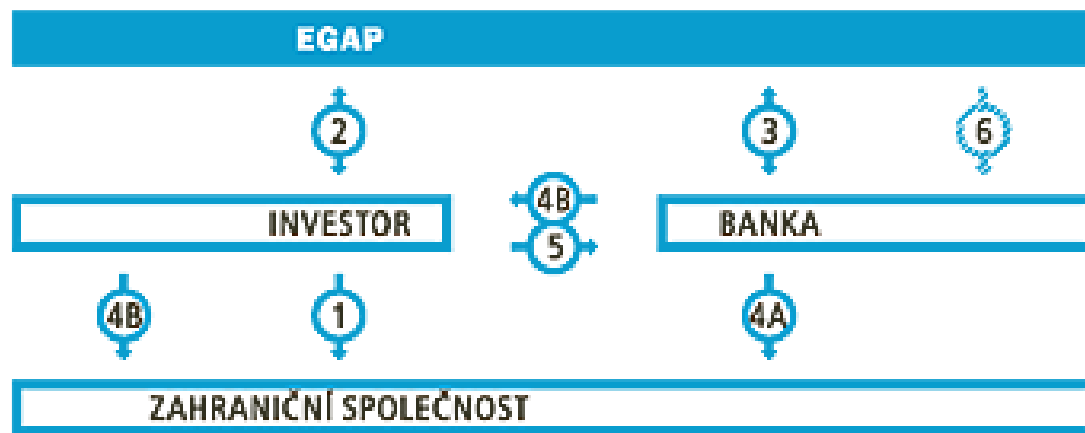 EGAP
2 3 6
4B
INVESTOR BANKA
5
4B 1 4A
ZAHRANIČNÍ SPOLEČNOST